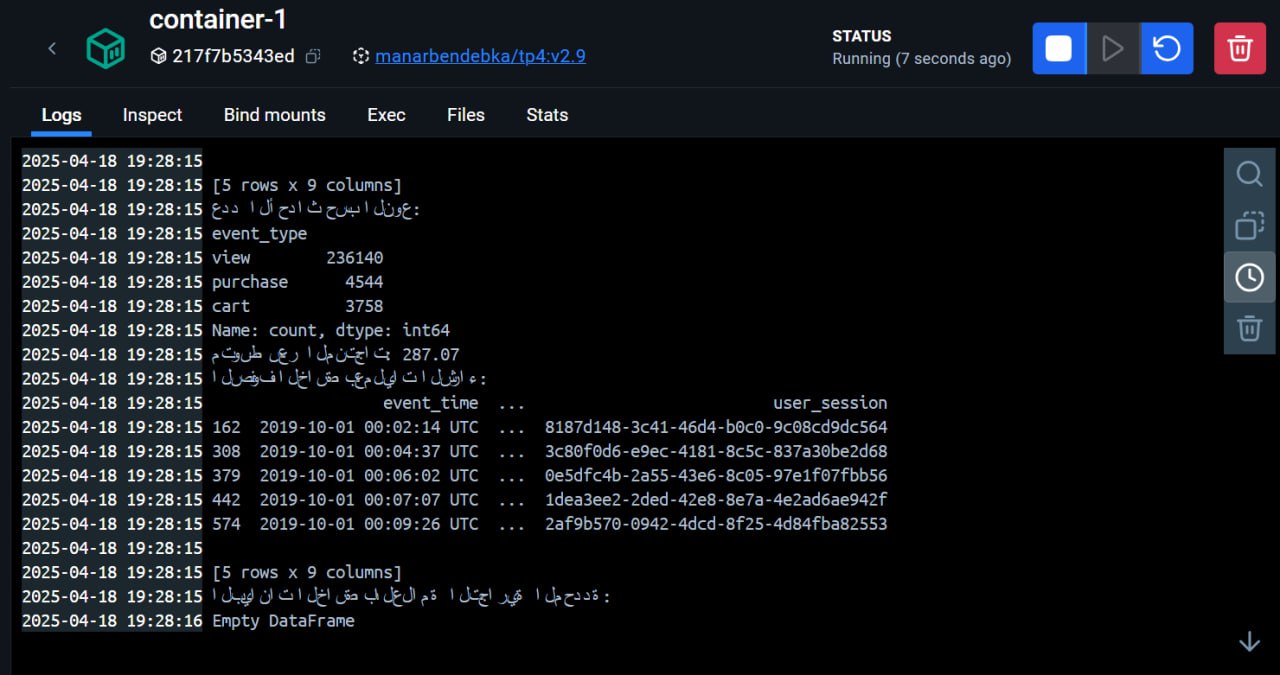 container-1
217f7b5343ed
manarbendebka/tp4:v2.9
STATUS
Running (7 seconds ago)
Logs Inspect Bind mounts Exec Files Stats
2025-04-18 19:28:15
2025-04-18 19:28:15 [5 rows x 9 columns]
2025-04-18 19:28:15 عدد الأحداث حسب النوع:
2025-04-18 19:28:15 event_type
2025-04-18 19:28:15 view 236140
2025-04-18 19:28:15 purchase 4544
2025-04-18 19:28:15 cart 3758
2025-04-18 19:28:15 Name: count, dtype: int64
2025-04-18 19:28:15 متوسط سعر المنتجات: 287.07
2025-04-18 19:28:15 الصفوف الخاصة بعمليات الشراء:
2025-04-18 19:28:15 event_time ... user_session
2025-04-18 19:28:15 162 2019-10-01 00:02:14 UTC ... 8187d148-3c41-46d4-b0c0-9c08cd9dc564
2025-04-18 19:28:15 308 2019-10-01 00:04:37 UTC ... 3c80f0d6-e9ec-4181-8c5c-837a30be2d68
2025-04-18 19:28:15 379 2019-10-01 00:06:02 UTC ... 0e5dfc4b-2a55-43e6-8c05-97e1f07fbb56
2025-04-18 19:28:15 442 2019-10-01 00:07:07 UTC ... 1dea3ee2-2ded-42e8-8e7a-4e2ad6ae942f
2025-04-18 19:28:15 574 2019-10-01 00:09:26 UTC ... 2af9b570-0942-4dcd-8f25-4d84fba82553
2025-04-18 19:28:15
2025-04-18 19:28:15 [5 rows x 9 columns]
2025-04-18 19:28:15 البيانات الخاصة بالعلامة التجارية المحددة:
2025-04-18 19:28:16 Empty DataFrame